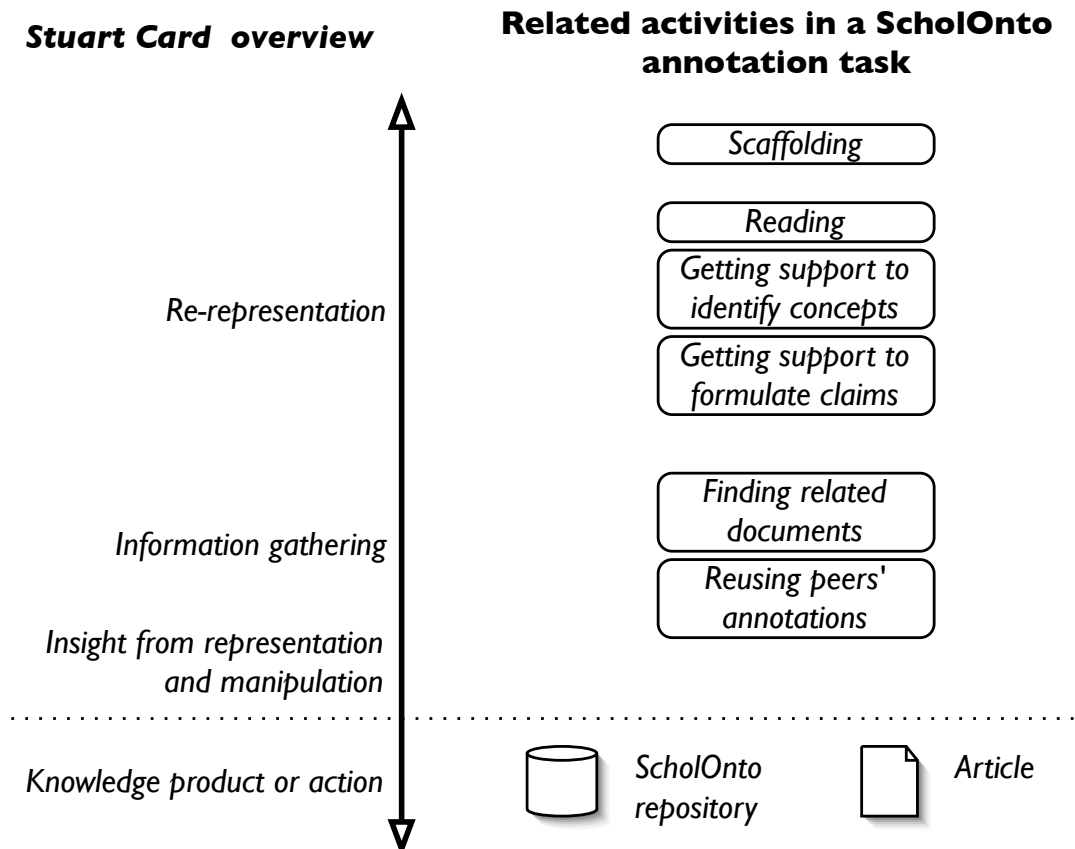 Stuart Card overview
Related activities in a ScholOnto
annotation task
Scaffolding
Reading
Getting support to
identify concepts
Re-representation
Getting support to
formulate claims
Finding related
documents
Information gathering
Reusing peers'
annotations
Insight from representation
and manipulation
Knowledge product or action
ScholOnto
repository
Article